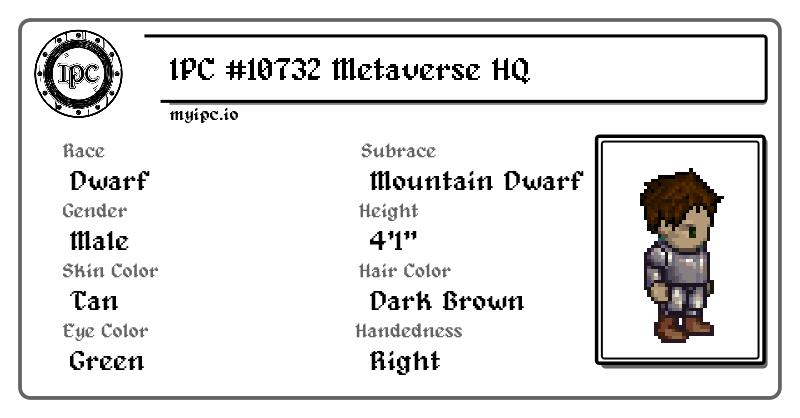 IPC
IPC #10732 Metaverse HQ
myipc.io
Race
Dwarf
Subrace
Mountain Dwarf
Gender
Male
Height
4'1"
Skin Color
Tan
Hair Color
Dark Brown
Eye Color
Green
Handedness
Right